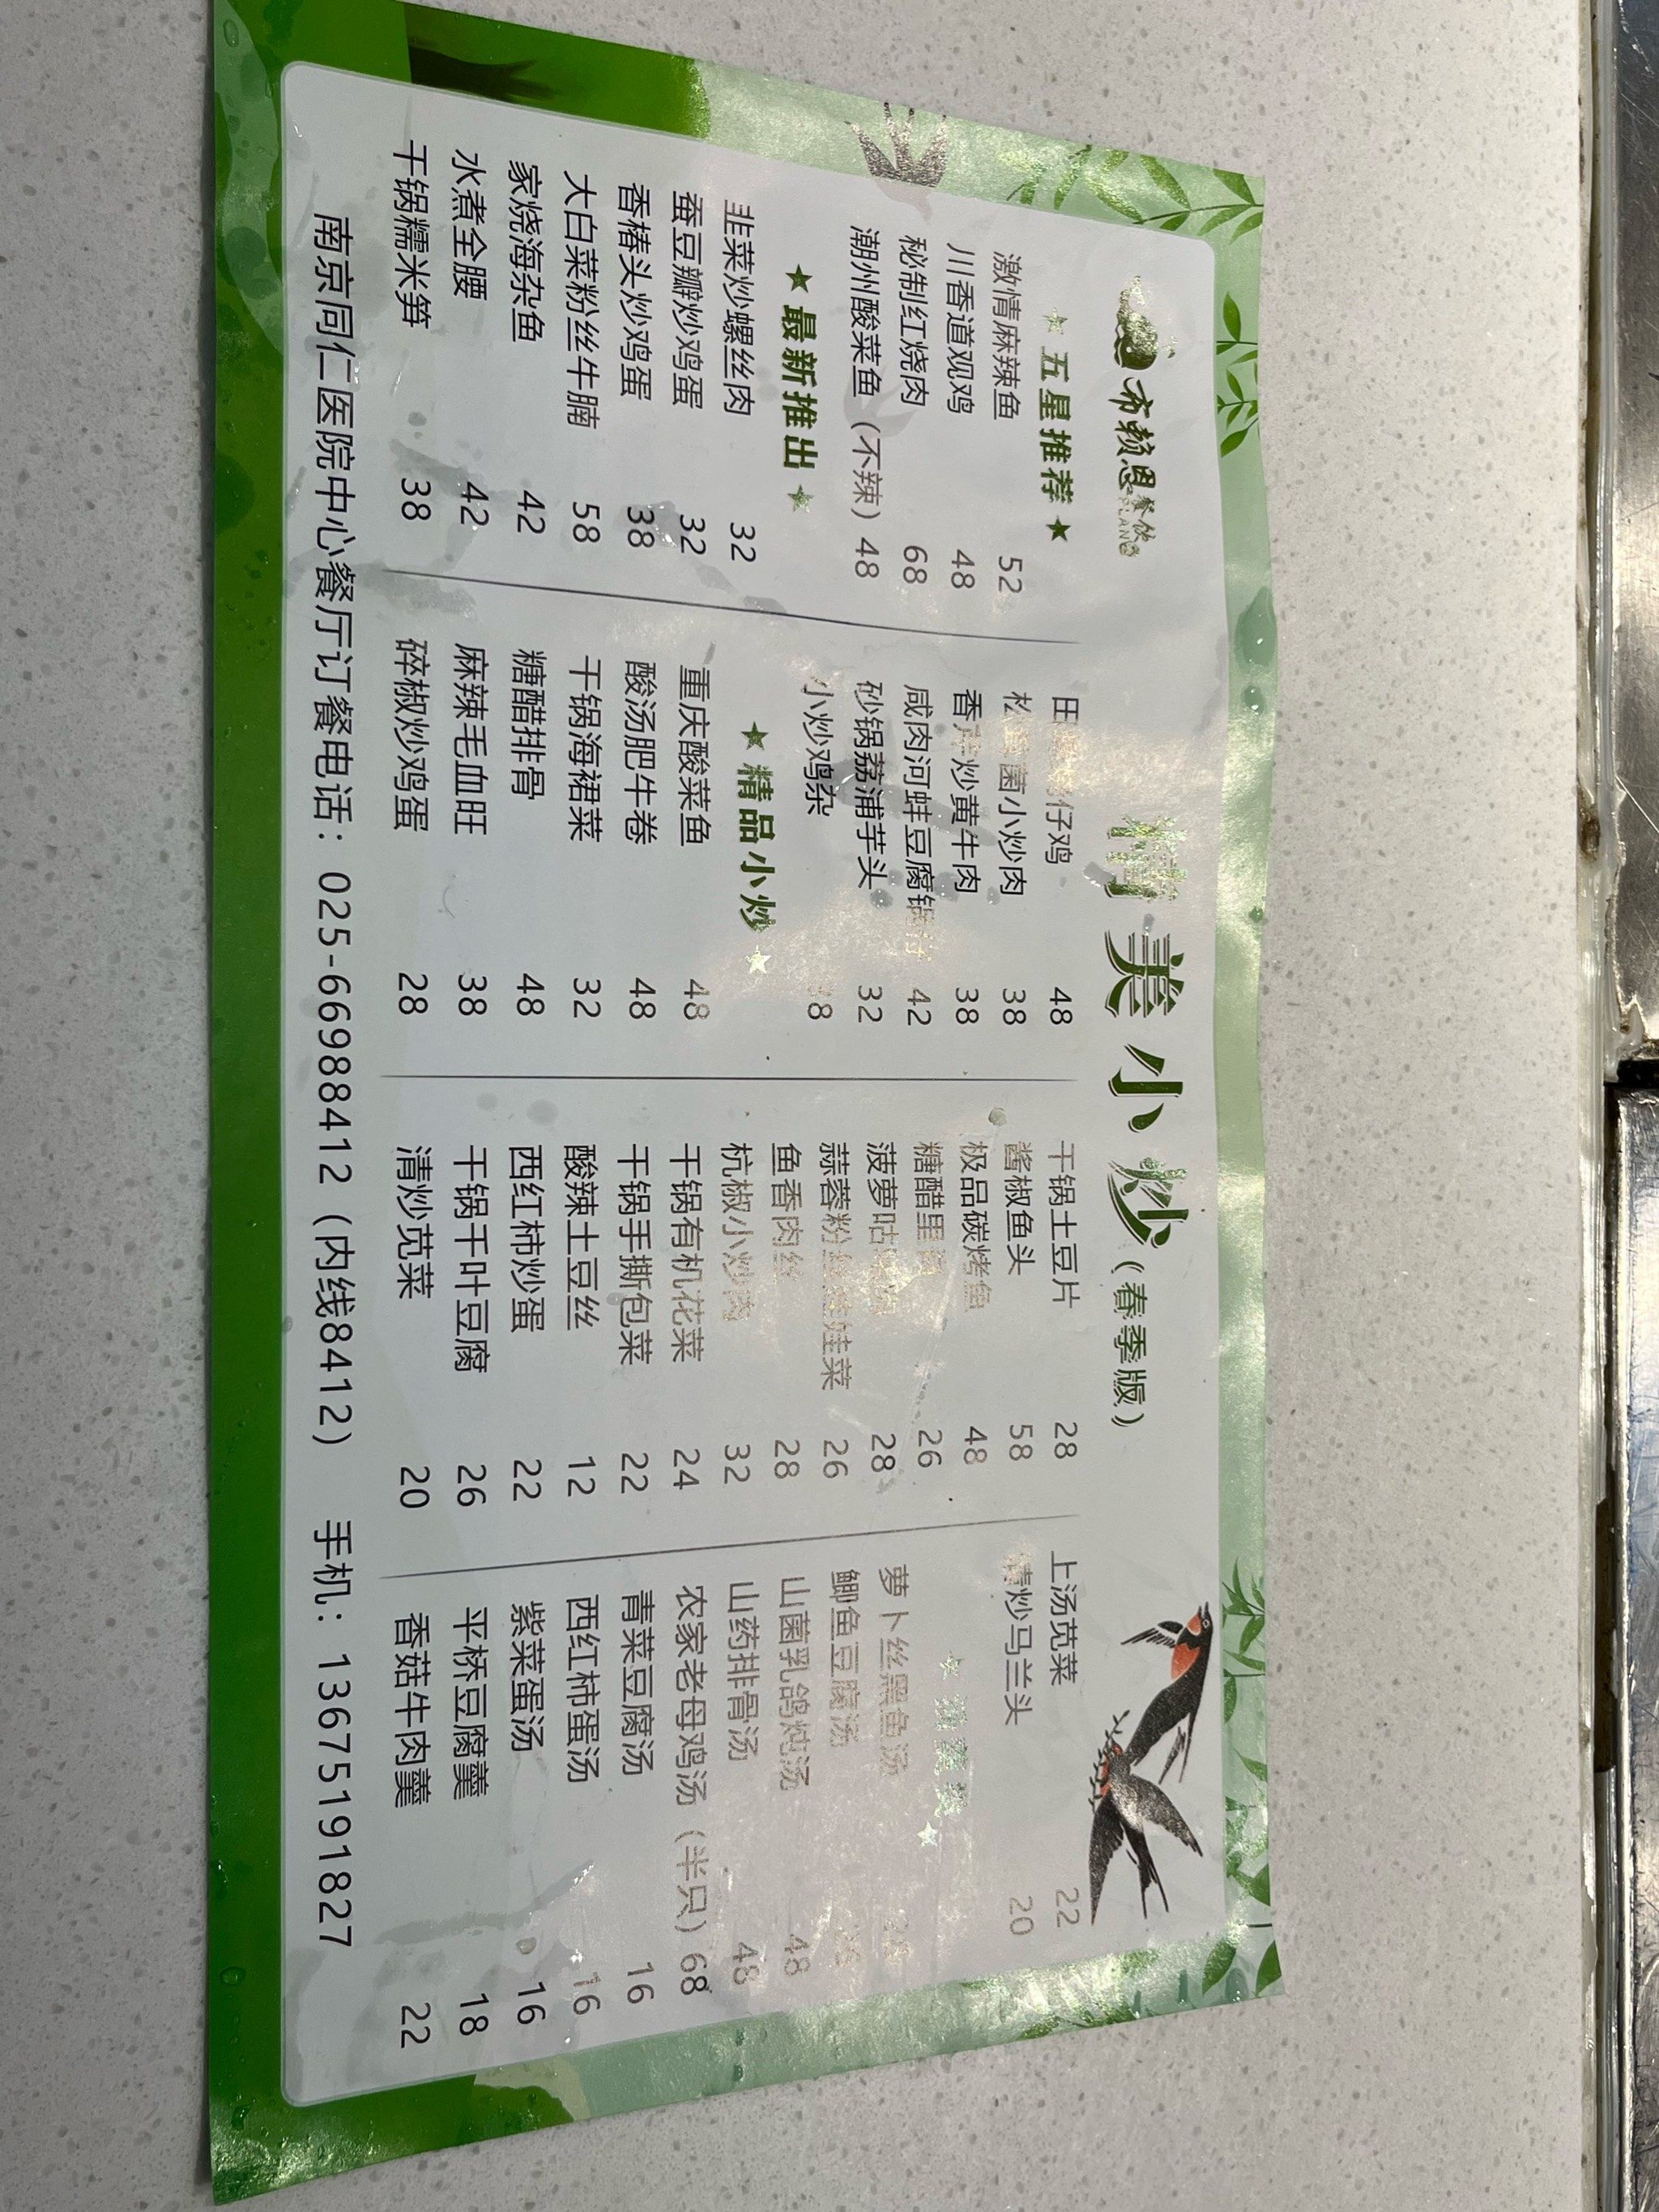 布赖恩餐饮
精美小炒（春季版）
★五星推荐★
激情麻辣鱼 52
川香道观鸡 48
秘制红烧肉 68
潮州酸菜鱼（不辣）48
★最新推出★
韭菜炒螺丝肉 32
蚕豆瓣炒鸡蛋 32
香椿头炒鸡蛋 38
大白菜粉丝牛腩 58
家烧海杂鱼 42
水煮全腰 42
干锅糯米笋 38
仔鸡 48
菌小炒肉 38
炒黄牛肉 38
咸肉河蚌豆腐锅仔 42
砂锅荔浦芋头 32
小炒鸡杂
★精品小炒★
重庆酸菜鱼 48
酸汤肥牛卷 48
干锅海裙菜 32
糖醋排骨 48
麻辣毛血旺 38
碎椒炒鸡蛋 28
干锅土豆片 28
酱椒鱼头 58
极品碳烤鱼 48
糖醋里脊 26
菠萝咕 28
蒜蓉粉丝娃娃菜 26
鱼香肉丝 28
杭椒小炒肉 32
干锅有机花菜 24
干锅手撕包菜 22
酸辣土豆丝 12
西红柿炒蛋 22
干锅千叶豆腐 26
清炒苋菜 20
上汤苋菜 22
清炒马兰头 20
萝卜丝黑鱼汤
鲫鱼豆腐汤
山菌乳鸽炖汤 48
山药排骨汤 48
农家老母鸡汤（半只）68
青菜豆腐汤 16
西红柿蛋汤 16
紫菜蛋汤 16
平桥豆腐羹 18
香菇牛肉羹 22
南京同仁医院中心餐厅订餐电话：025-66988412（内线8412） 手机：13675191827